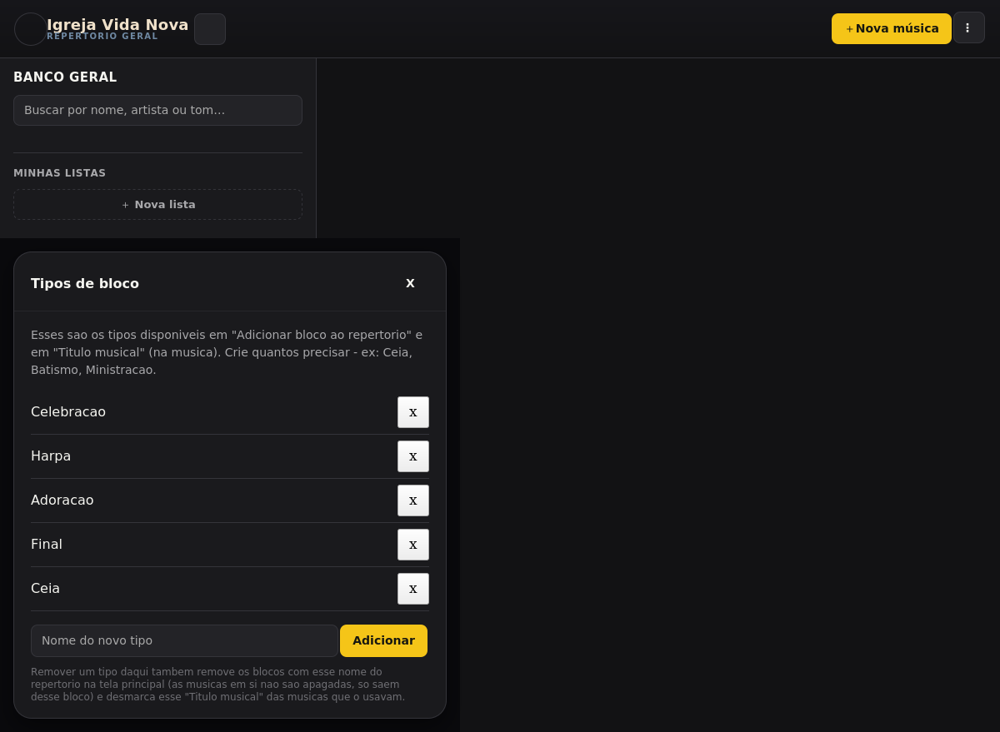 Igreja Vida Nova
REPERTORIO GERAL
+ Nova música
⋮
BANCO GERAL
Buscar por nome, artista ou tom...
MINHAS LISTAS
+ Nova lista
Tipos de bloco
X
Esses sao os tipos disponiveis em "Adicionar bloco ao repertorio" e
em "Titulo musical" (na musica). Crie quantos precisar - ex: Ceia,
Batismo, Ministracao.
Celebracao x
Harpa x
Adoracao x
Final x
Ceia x
Nome do novo tipo
Adicionar
Remover um tipo daqui tambem remove os blocos com esse nome do
repertorio na tela principal (as musicas em si nao sao apagadas, so saem
desse bloco) e desmarca esse "Titulo musical" das musicas que o usavam.